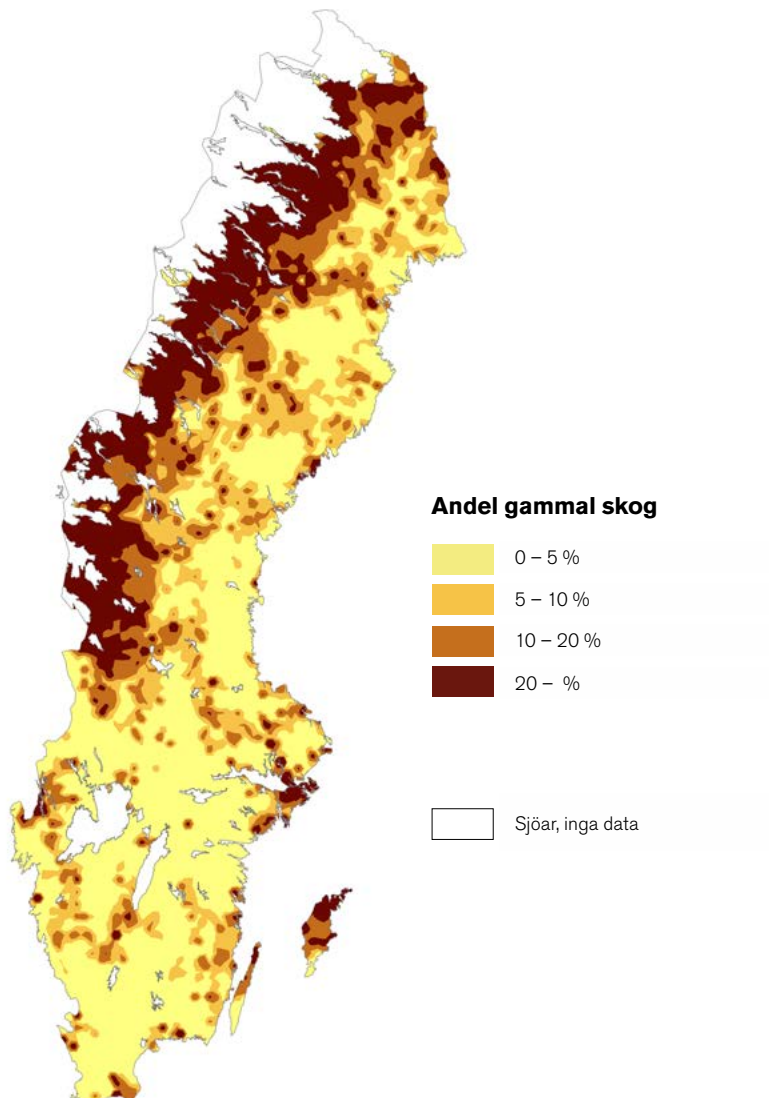 Andel gammal skog
0 – 5 %
5 – 10 %
10 – 20 %
20 – %
Sjöar, inga data